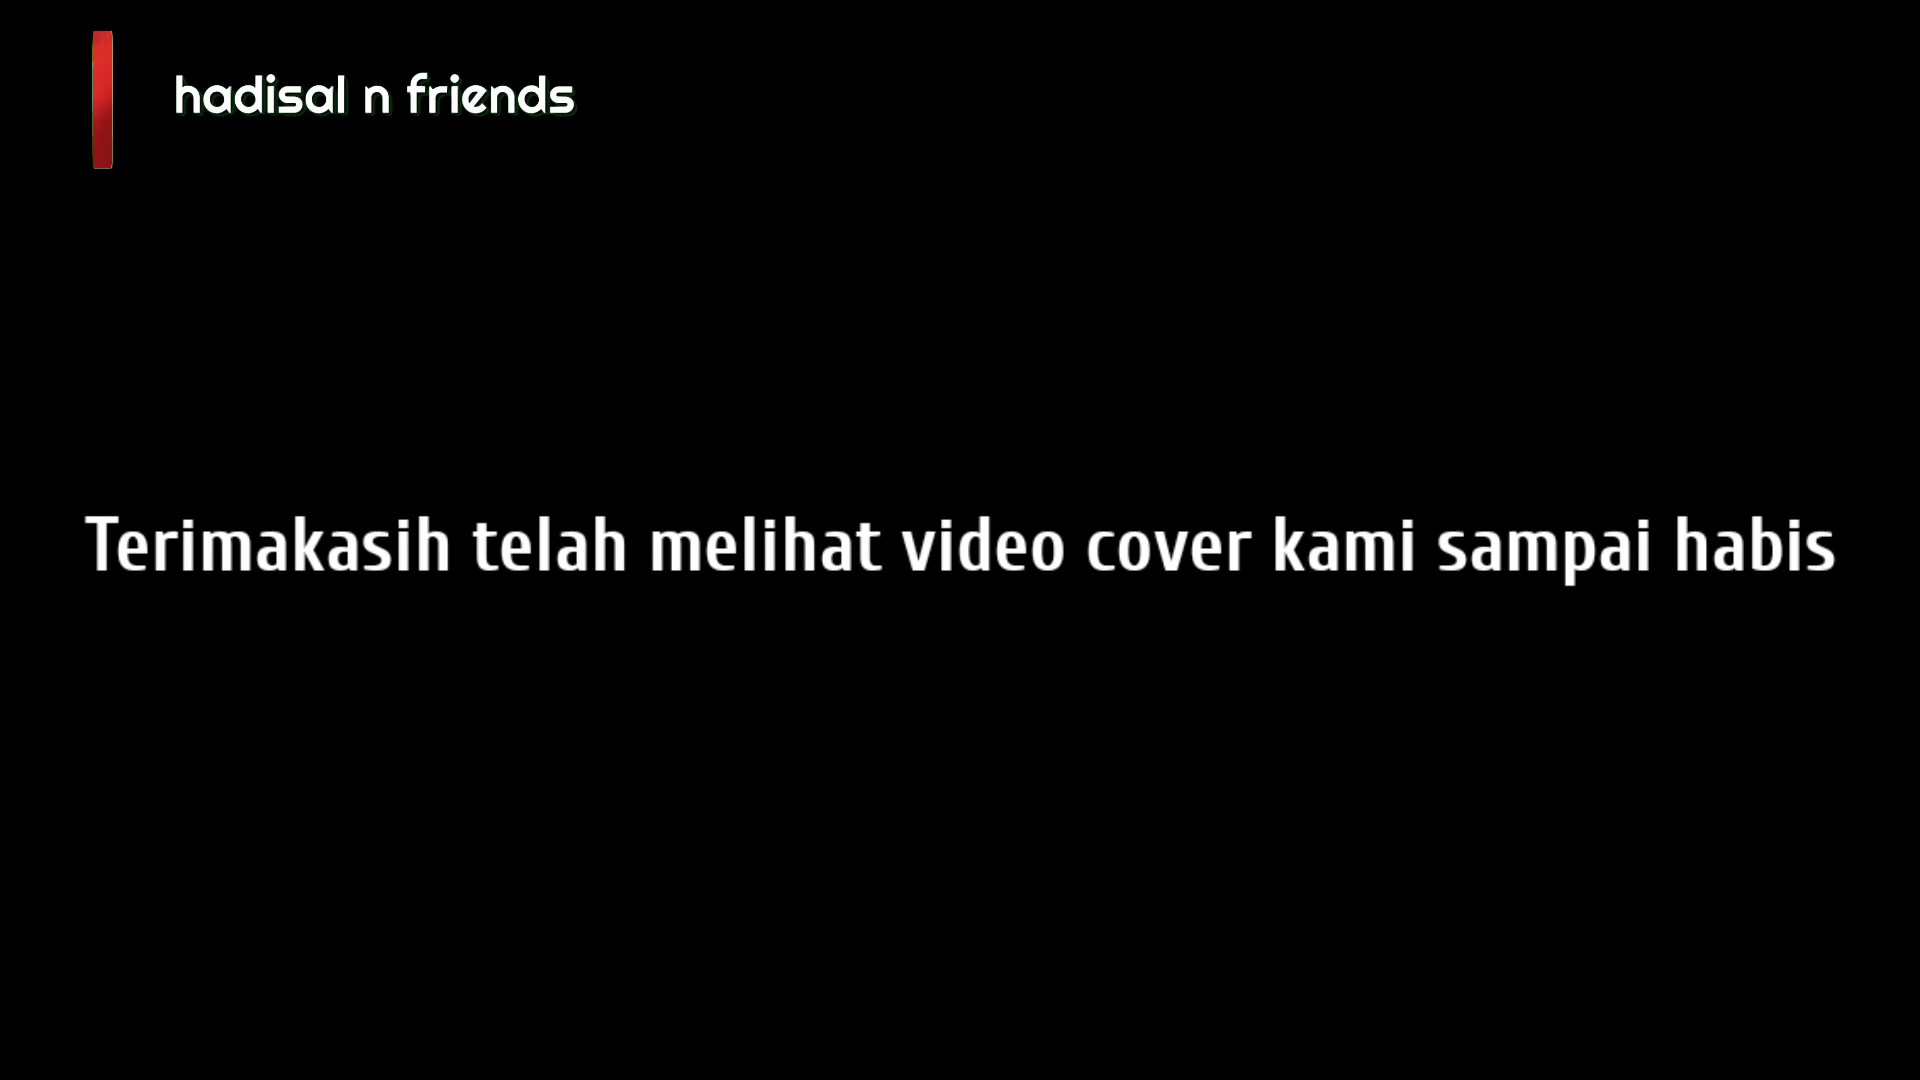 hadisal n friends
Terimakasih telah melihat video cover kami sampai habis